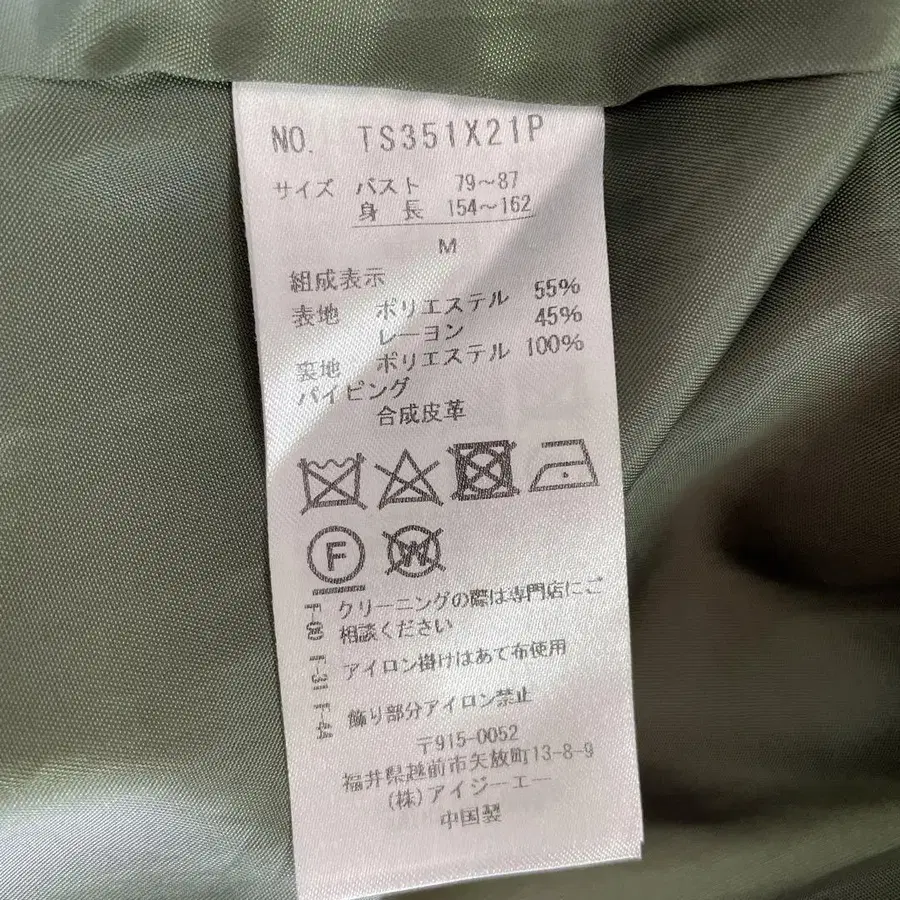 NO. TS351X21P
サイズ バスト 79～87
身長 154～162
M
組成表示
表地 ポリエステル 55%
レーヨン 45%
裏地 ポリエステル 100%
パイピング
合成皮革
F W
クリーニングの際は専門店にご
相談ください
F-31 アイロン掛けはあて布使用
F-44 飾り部分アイロン禁止
〒915-0052
福井県越前市矢放町13-8-9
(株)アイジーエー
中国製